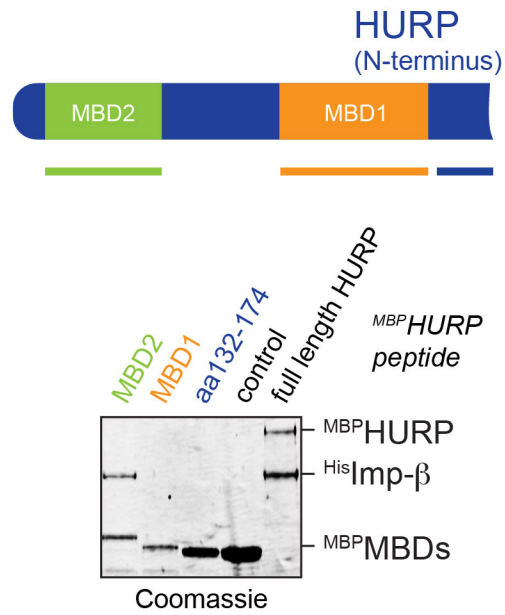 HURP
(N-terminus)
MBD2
MBD1
MBD2
MBD1
aa132-174
control
full length HURP
MBPHURP
peptide
MBPHURP
HisImp-β
MBPMBDs
Coomassie